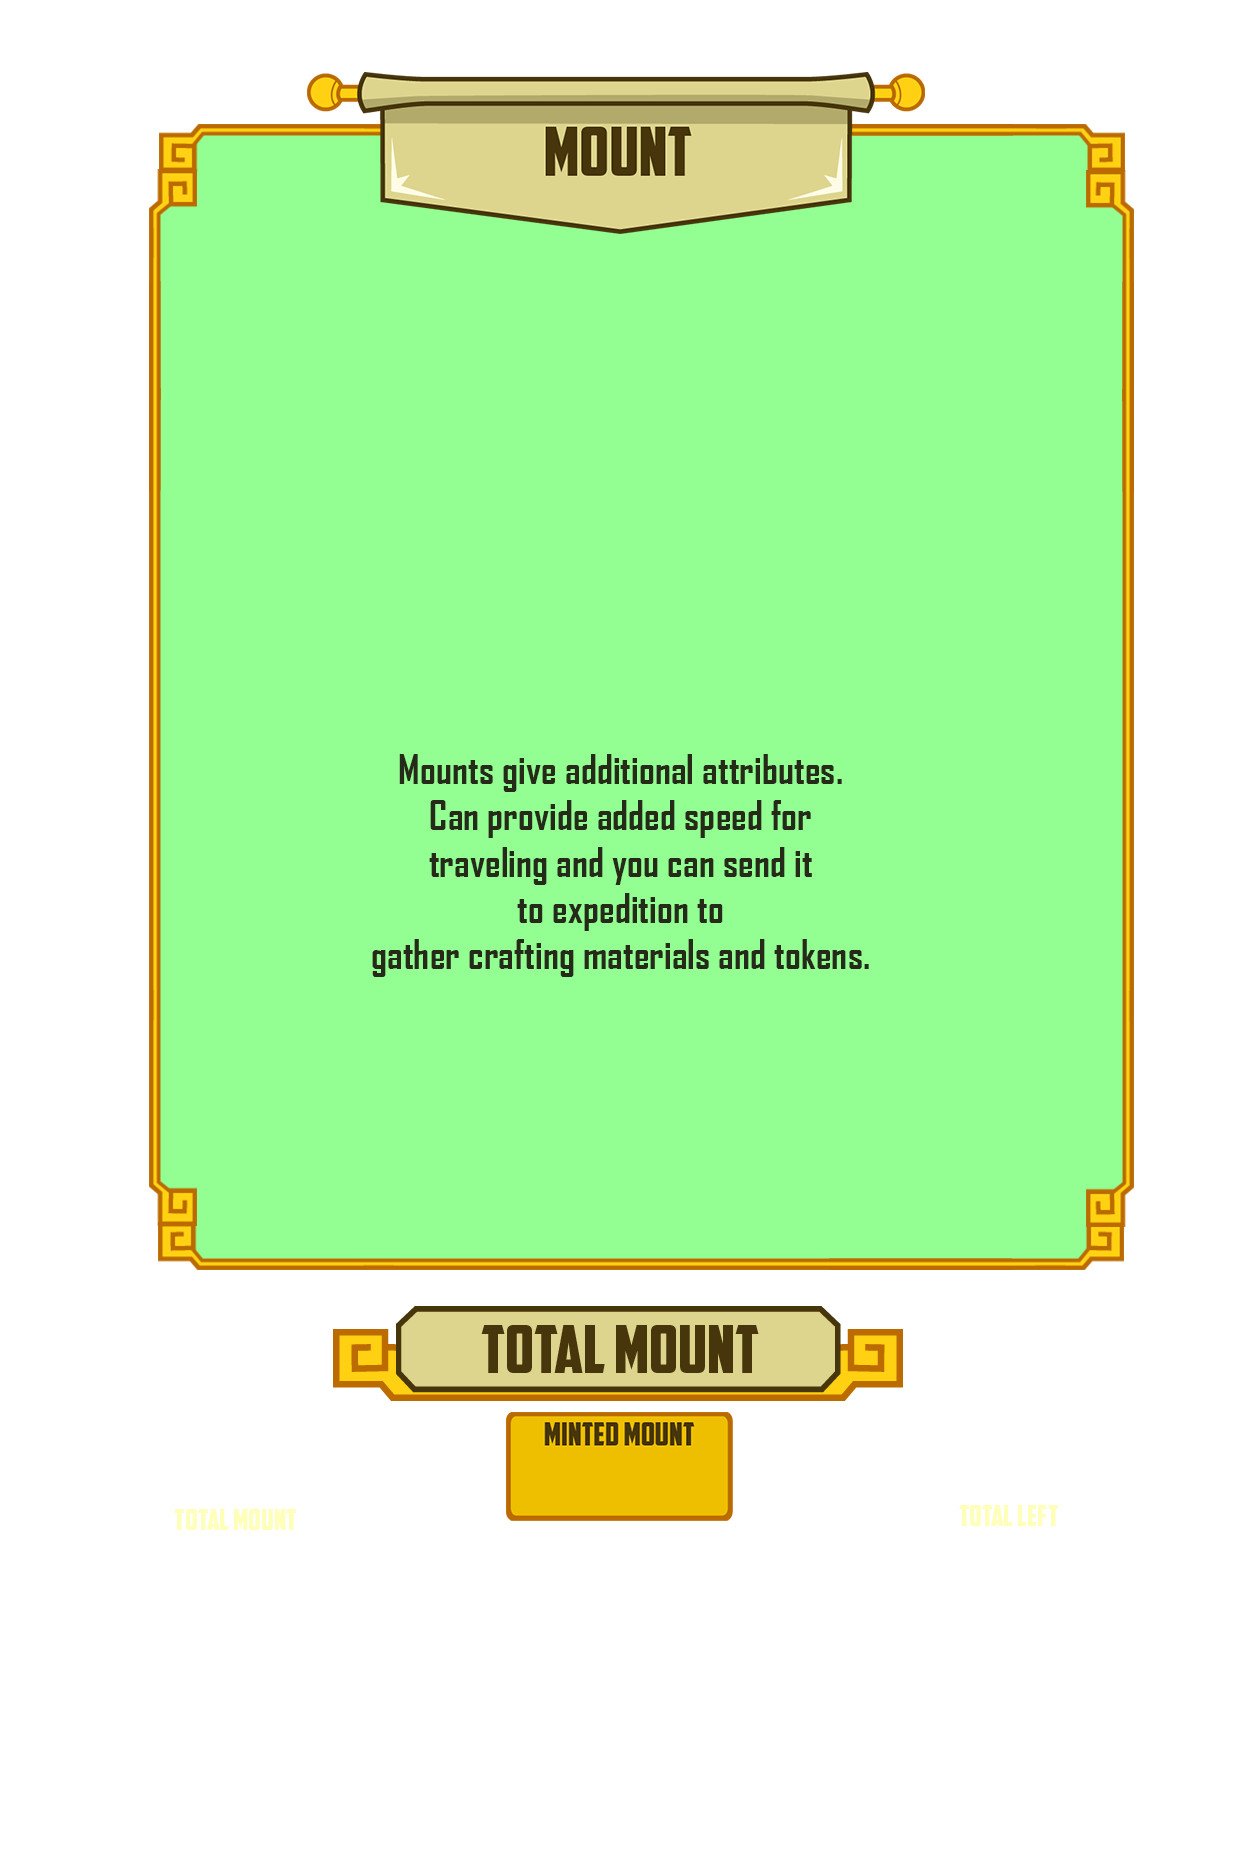 MOUNT
Mounts give additional attributes.
Can provide added speed for
traveling and you can send it
to expedition to
gather crafting materials and tokens.
TOTAL MOUNT
MINTED MOUNT
TOTAL MOUNT
TOTAL LEFT